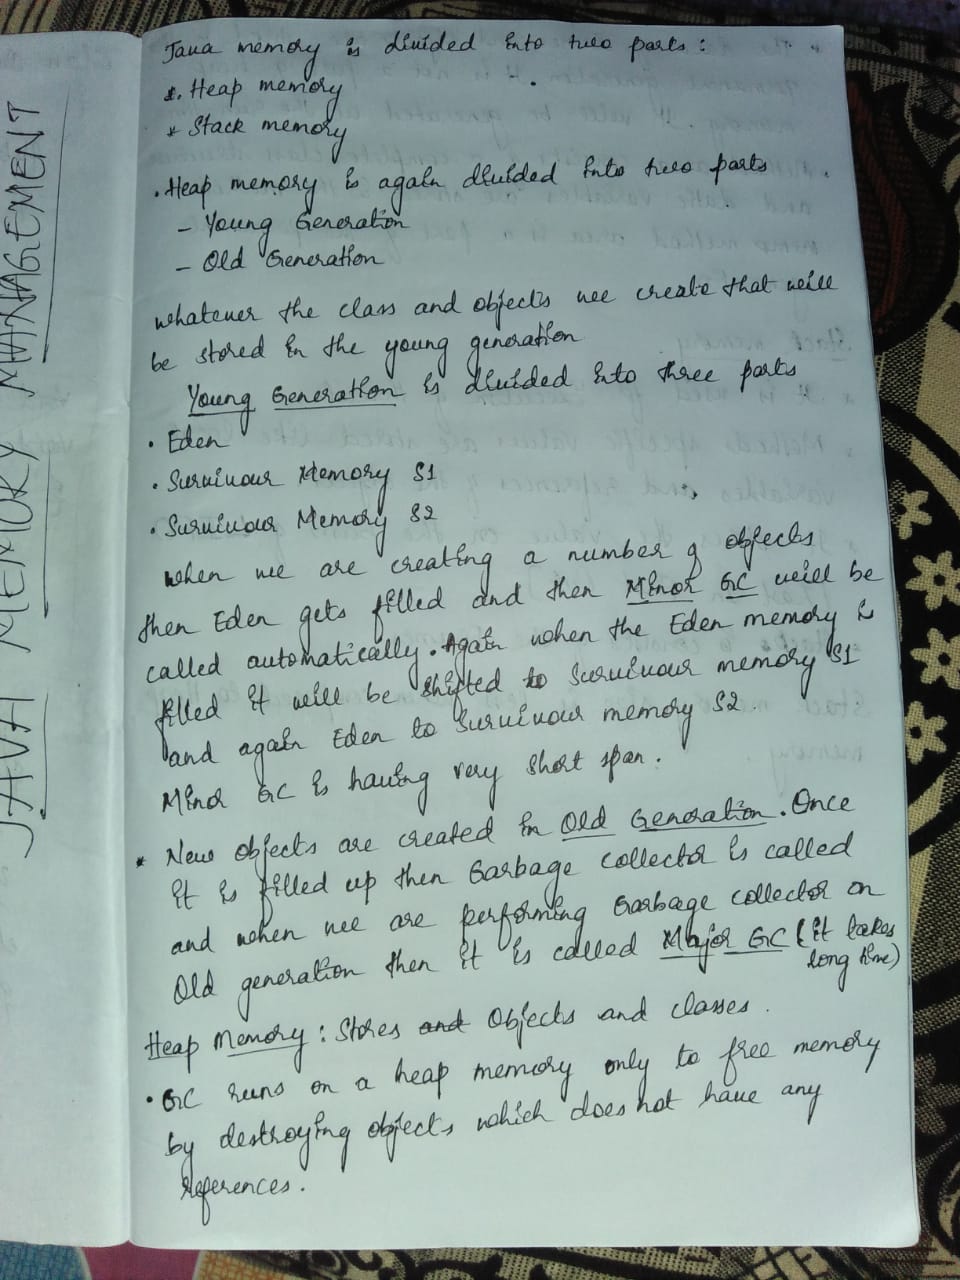 JAVA MEMORY MANAGEMENT
Java memory is divided into two parts :
*. Heap memory
* Stack memory
. Heap memory is again divided into two parts
- Young Generation
- Old Generation
whatever the class and objects we create that will
be stored in the young generation
Young Generation is divided into three parts
. Eden
. Survivour Memory S1
. Survivour Memory S2
when we are creating a number of objects
then Eden gets filled and then Minor GC will be
called automatically. Again when the Eden memory is
filled it will be shifted to Survivour memory S1
and again Eden to Survivour memory S2.
Minor GC is having very short span.
* New objects are created in Old Generation. Once
it is filled up then Garbage collector is called
and when we are performing Garbage collector on
Old generation then it is called Major GC (it takes
long time)
Heap Memory : Stores and Objects and classes.
. GC runs on a heap memory only to free memory
by destroying objects which does not have any
references.